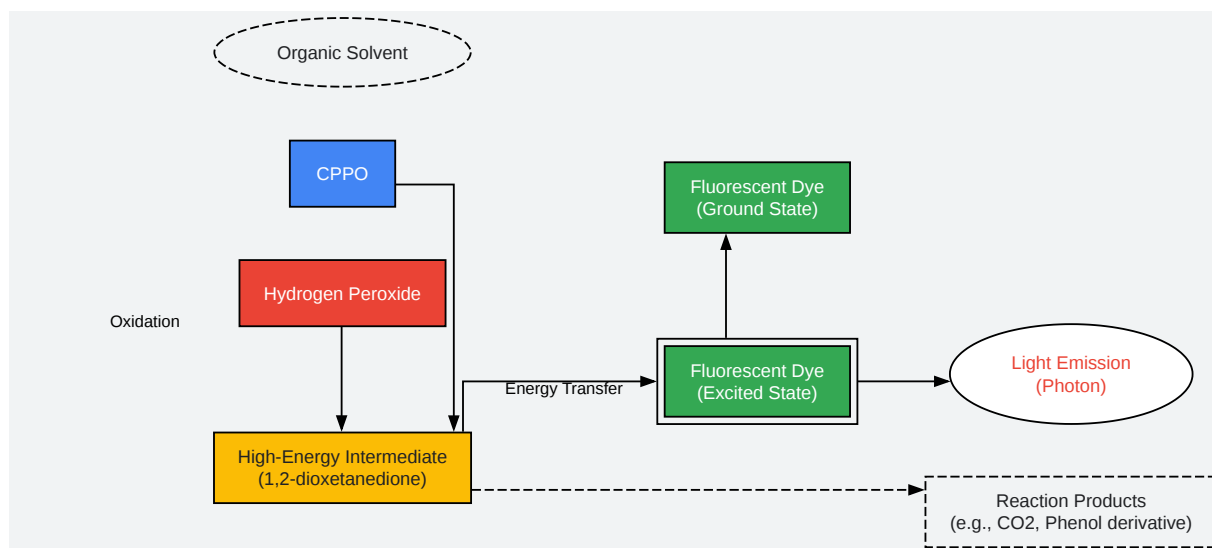 Organic Solvent
CPPO
Fluorescent Dye
(Ground State)
Hydrogen Peroxide
Oxidation
Fluorescent Dye
(Excited State)
Energy Transfer
Light Emission
(Photon)
High-Energy Intermediate
(1,2-dioxetanedione)
Reaction Products
(e.g., CO2, Phenol derivative)